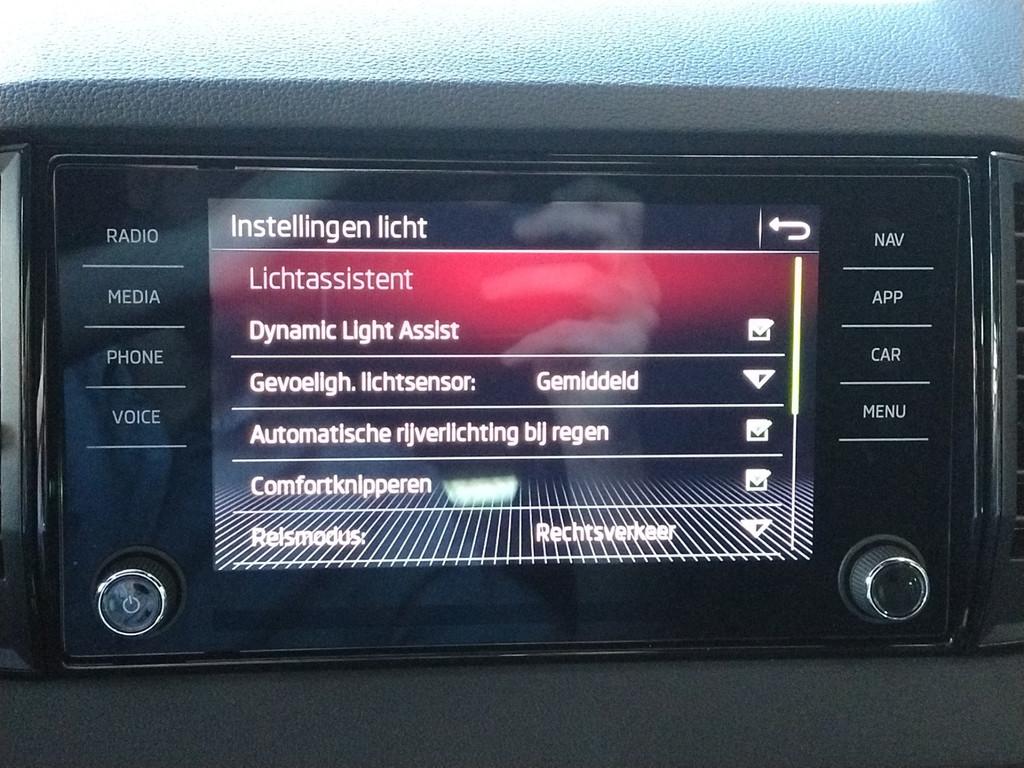 RADIO
MEDIA
PHONE
VOICE
Instellingen licht
Lichtassistent
Dynamic Light Assist
Gevoeligh. lichtsensor: Gemiddeld
Automatische rijverlichting bij regen
Comfortknipperen
Reismodus: Rechtsverkeer
NAV
APP
CAR
MENU